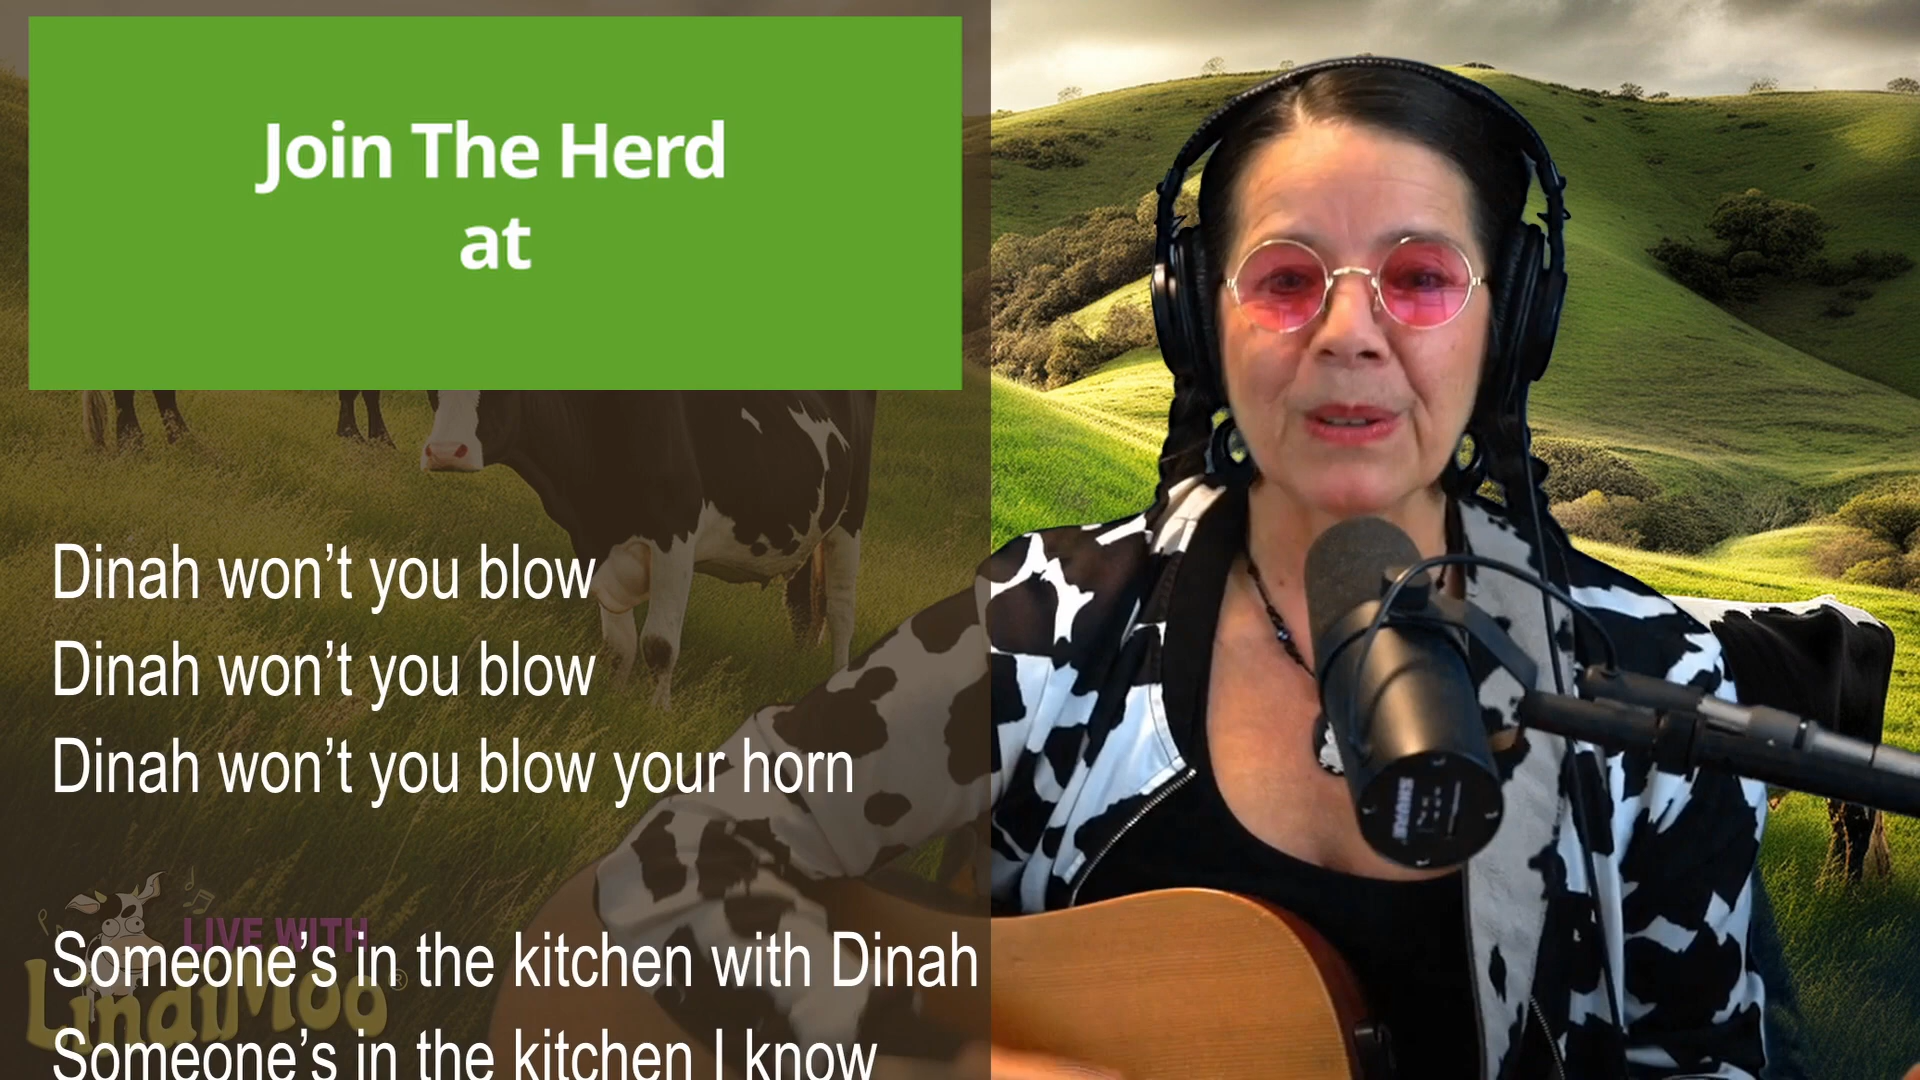 Join The Herd
at
Dinah won’t you blow
Dinah won’t you blow
Dinah won’t you blow your horn
LIVE WITH
LindiMoo®
Someone’s in the kitchen with Dinah
Someone’s in the kitchen I know